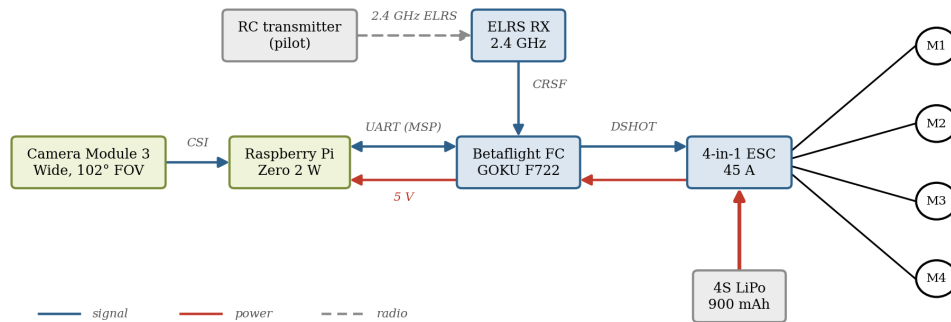 RC transmitter
(pilot)
2.4 GHz ELRS
ELRS RX
2.4 GHz
M1
CRSF
M2
Camera Module 3
Wide, 102° FOV
CSI
Raspberry Pi
Zero 2 W
UART (MSP)
5 V
Betaflight FC
GOKU F722
DSHOT
4-in-1 ESC
45 A
M3
M4
4S LiPo
900 mAh
signal
power
radio